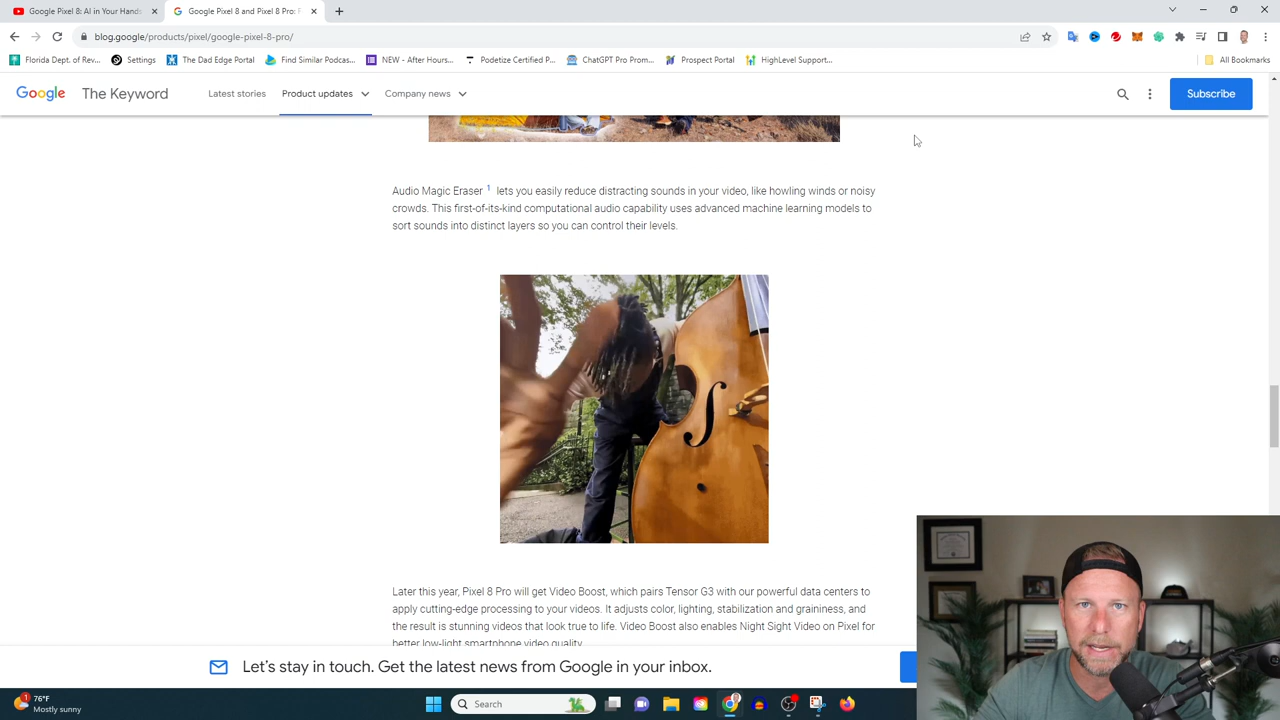 Google Pixel 8: AI in Your Hands
Google Pixel 8 and Pixel 8 Pro: F
blog.google/products/pixel/google-pixel-8-pro/
Florida Dept. of Rev...
Settings
The Dad Edge Portal
Find Similar Podcas...
NEW - After Hours...
Podetize Certified P...
ChatGPT Pro Prom...
Prospect Portal
HighLevel Support...
All Bookmarks
Google The Keyword
Latest stories
Product updates
Company news
Subscribe
Audio Magic Eraser 1 lets you easily reduce distracting sounds in your video, like howling winds or noisy
crowds. This first-of-its-kind computational audio capability uses advanced machine learning models to
sort sounds into distinct layers so you can control their levels.
Later this year, Pixel 8 Pro will get Video Boost, which pairs Tensor G3 with our powerful data centers to
apply cutting-edge processing to your videos. It adjusts color, lighting, stabilization and graininess, and
the result is stunning videos that look true to life. Video Boost also enables Night Sight Video on Pixel for
better low-light smartphone video quality.
Let's stay in touch. Get the latest news from Google in your inbox.
1
76°F
Mostly sunny
Search